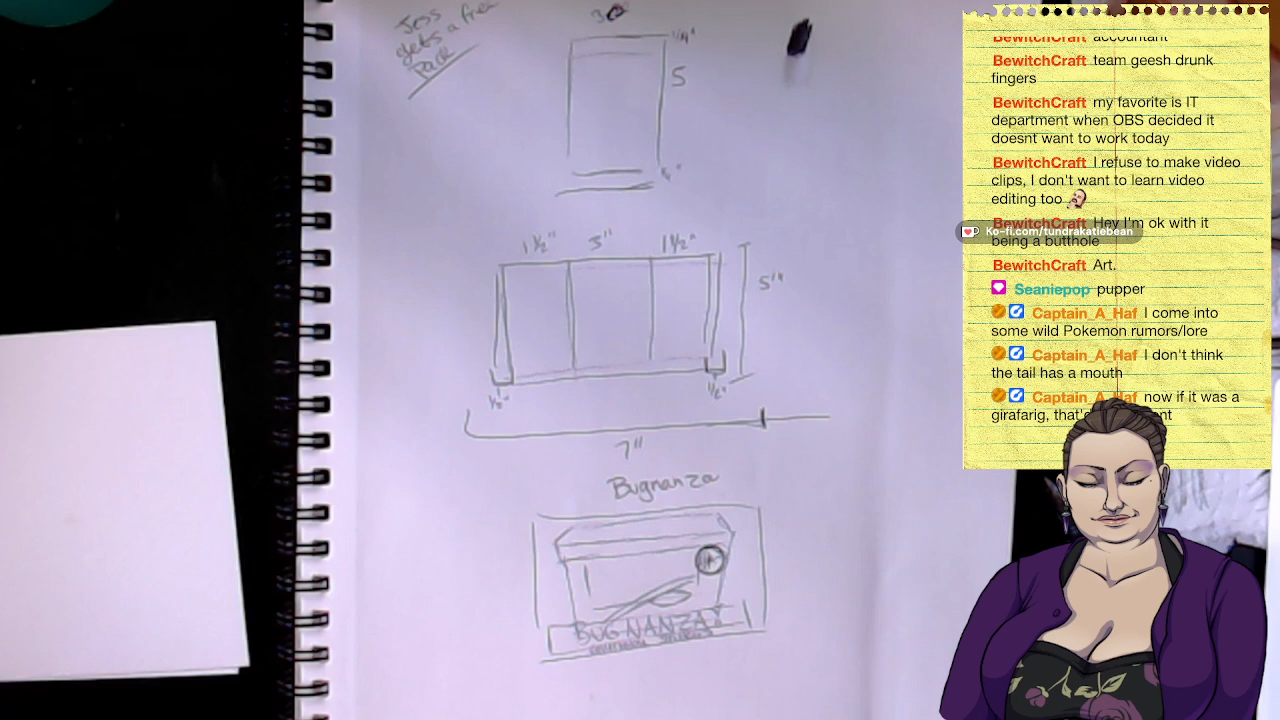 Jess
gets a free
pack
3
1/4"
5
1/4"
1 1/2" 3" 1 1/2"
5"
1/2" 1/2"
7"
Bugnanza
BUGNANZA
BewitchCraft accountant
BewitchCraft team geesh drunk
fingers
BewitchCraft my favorite is IT
department when OBS decided it
doesnt want to work today
BewitchCraft I refuse to make video
clips, I don't want to learn video
editing too
BewitchCraft Hey I'm ok with it
Ko-fi.com/tundrakatiebean
being a butthole
BewitchCraft Art.
Seaniepop pupper
Captain_A_Haf I come into
some wild Pokemon rumors/lore
Captain_A_Haf I don't think
the tail has a mouth
Captain_A_Haf now if it was a
girafarig, that's